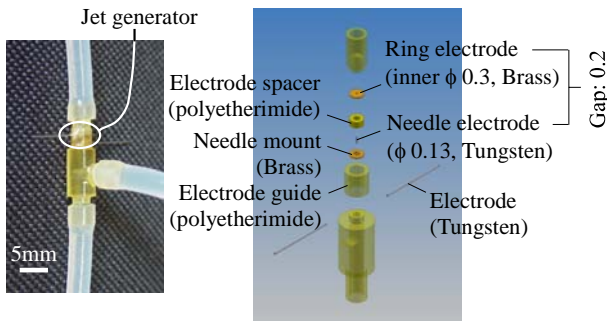 Jet generator
5mm
Ring electrode
(inner ϕ 0.3, Brass)
Electrode spacer
(polyetherimide)
Needle electrode
(ϕ 0.13, Tungsten)
Gap: 0.2
Needle mount
(Brass)
Electrode guide
(polyetherimide)
Electrode
(Tungsten)